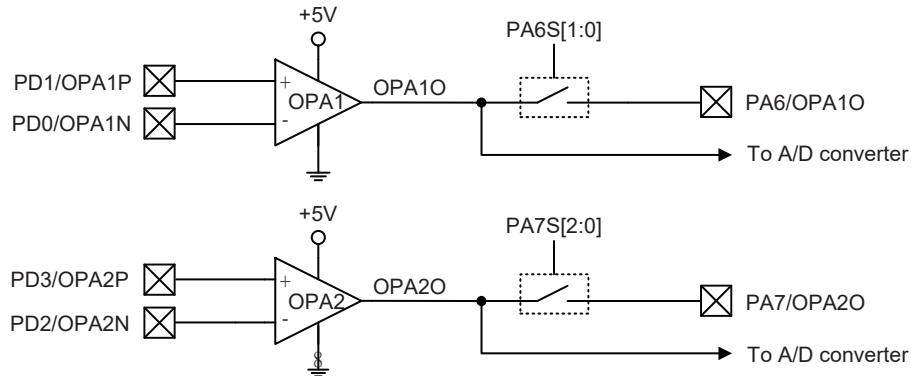 +5V
PA6S[1:0]
PD1/OPA1P
+
OPA1
OPA1O
PA6/OPA1O
PD0/OPA1N
-
To A/D converter
+5V
PA7S[2:0]
PD3/OPA2P
+
OPA2
OPA2O
PA7/OPA2O
PD2/OPA2N
-
To A/D converter